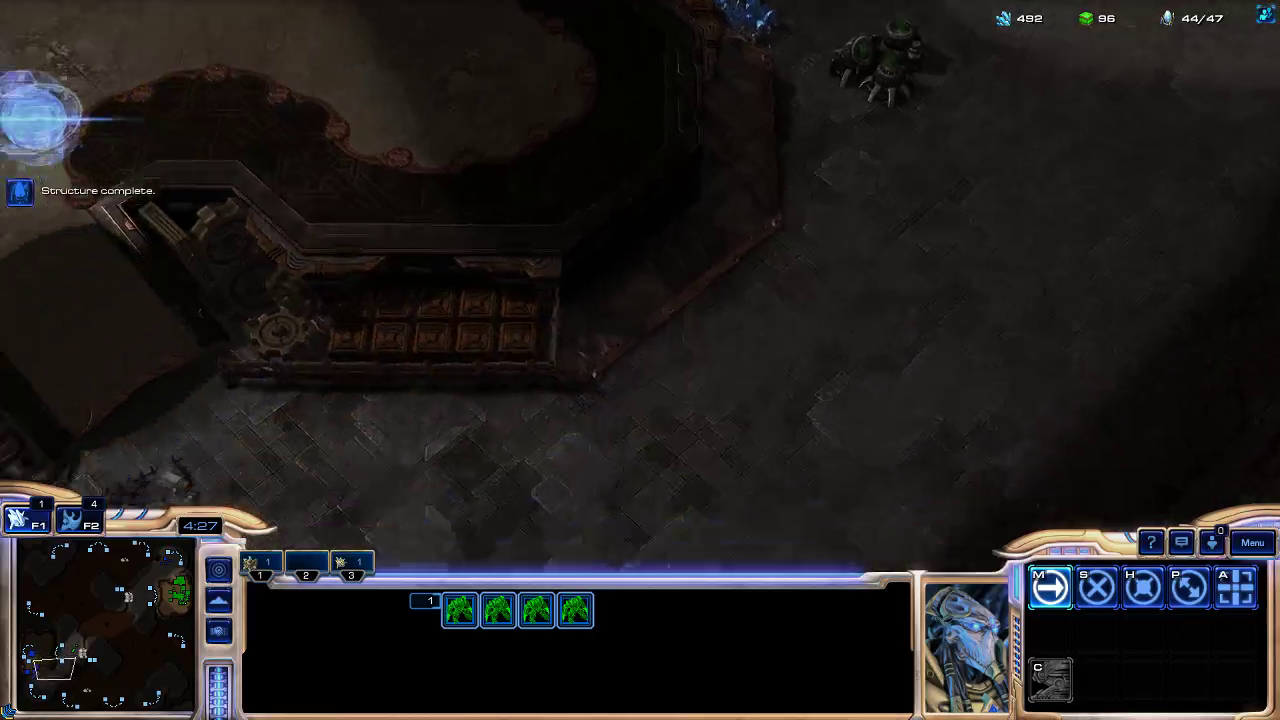 492 96 44/47
Structure complete.
1 4
F1 F2 4:27
0
? Menu
1 1
1 2 3
M S H P A
1
C